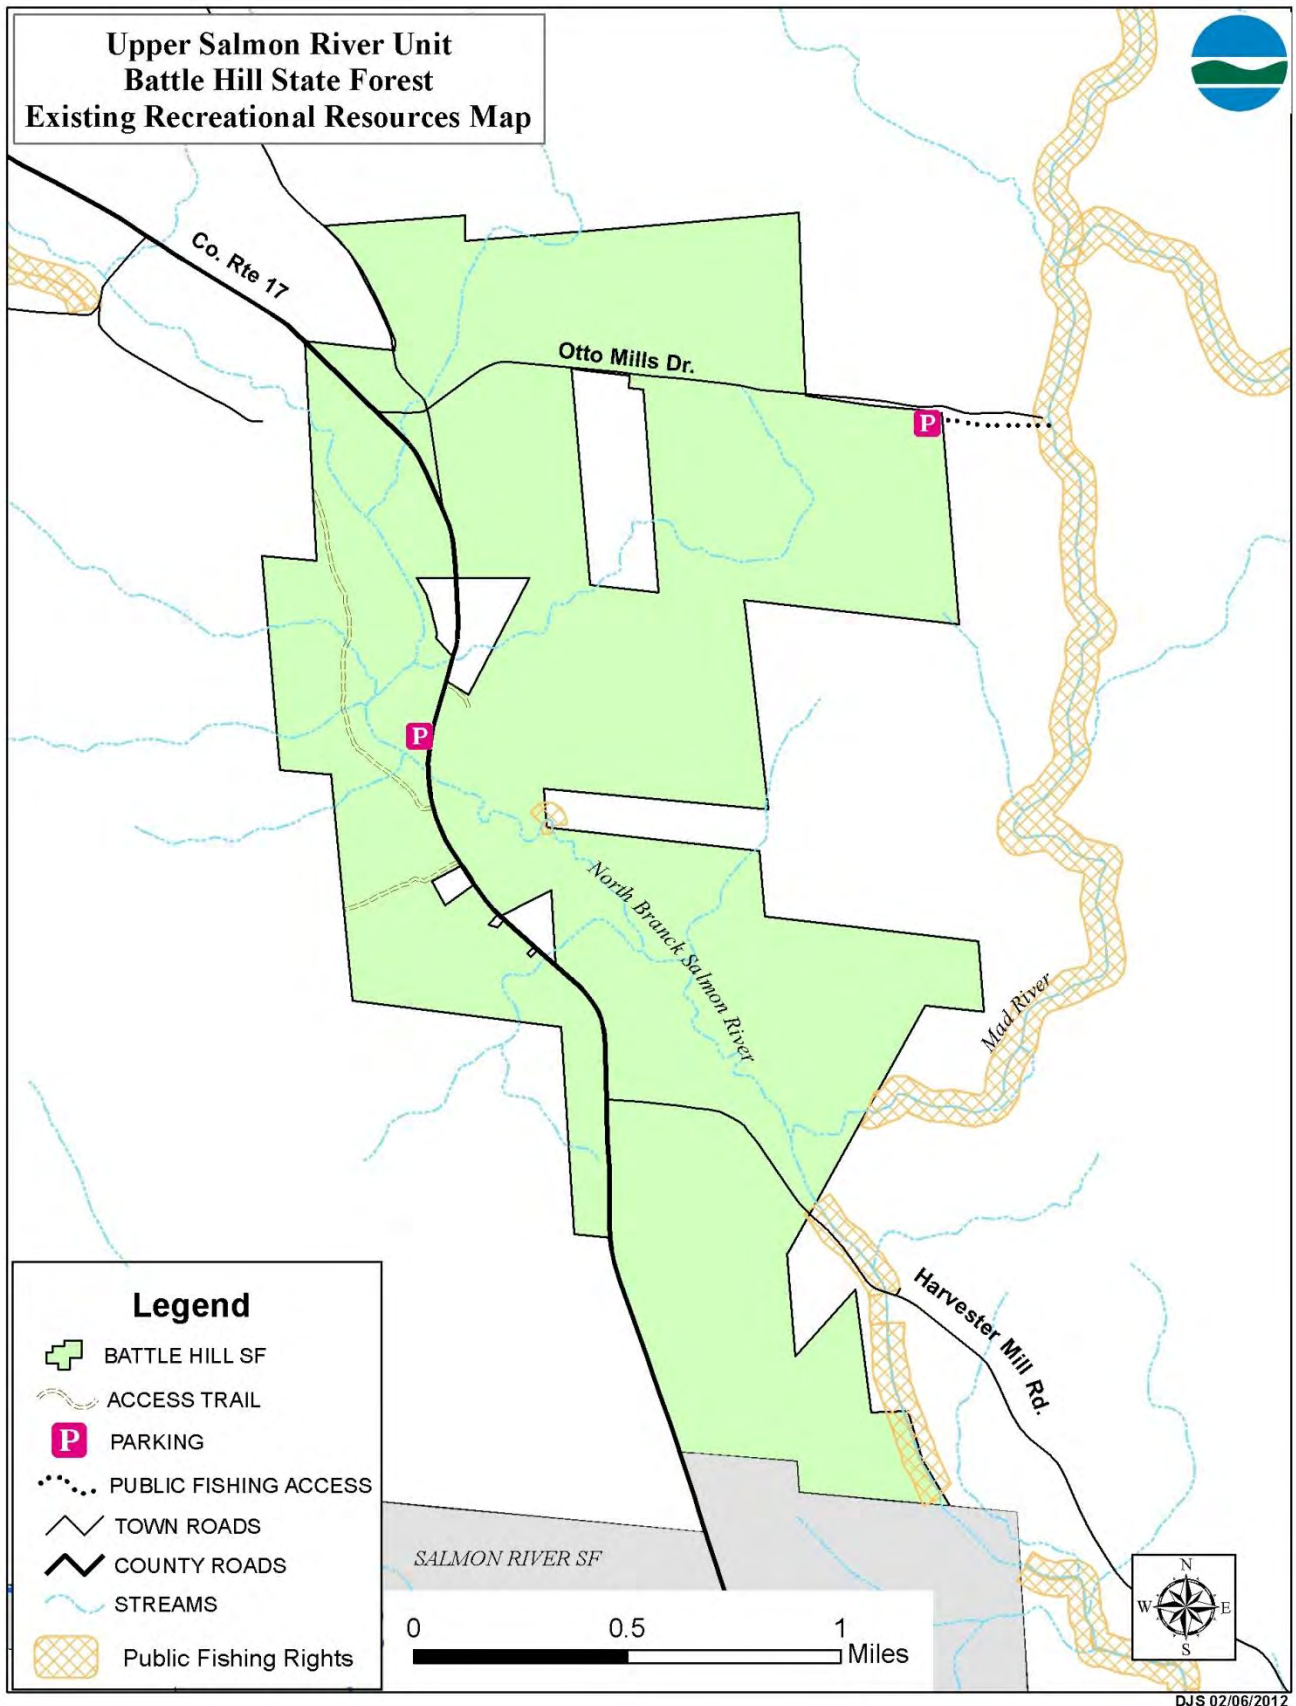 Upper Salmon River Unit
Battle Hill State Forest
Existing Recreational Resources Map
Co. Rte 17
Otto Mills Dr.
P
P
North Branck Salmon River
Mad River
Harvester Mill Rd.
Legend
BATTLE HILL SF
ACCESS TRAIL
P PARKING
PUBLIC FISHING ACCESS
TOWN ROADS
COUNTY ROADS
STREAMS
Public Fishing Rights
SALMON RIVER SF
0 0.5 1
Miles
N
W E
S
DJS 02/06/2012